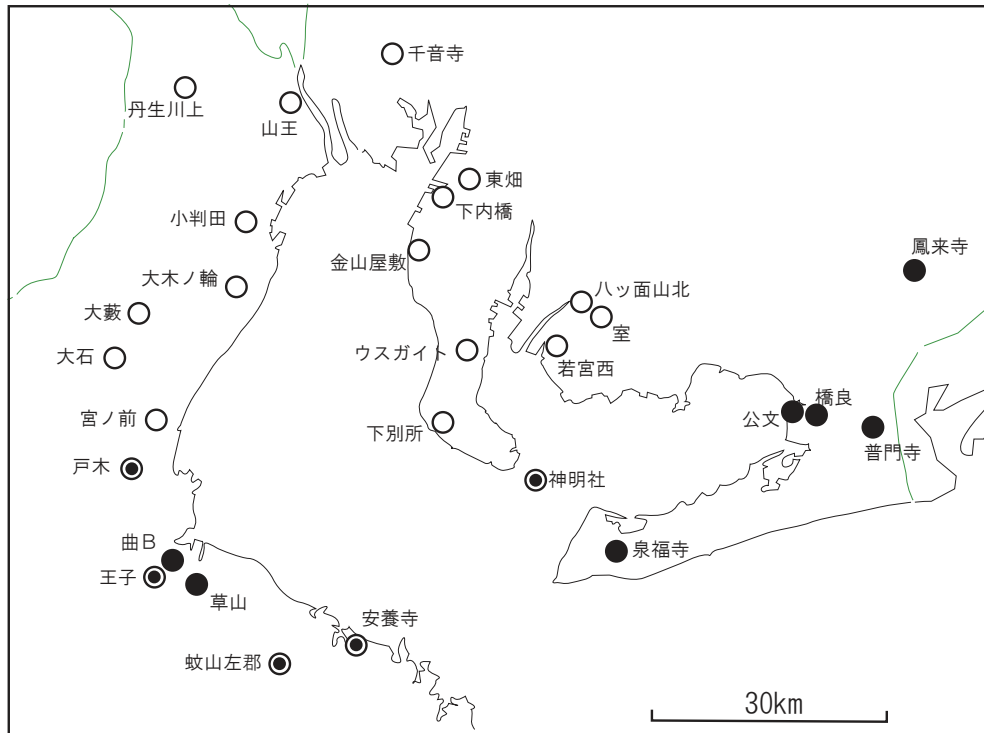 千音寺
丹生川上
山王
東畑
下内橋
小判田
鳳来寺
金山屋敷
大木ノ輪
八ッ面山北
大藪
室
大石
ウスガイト
若宮西
橋良
公文
宮ノ前
下別所
普門寺
戸木
神明社
曲B
泉福寺
王子
草山
安養寺
蚊山左郡
30km